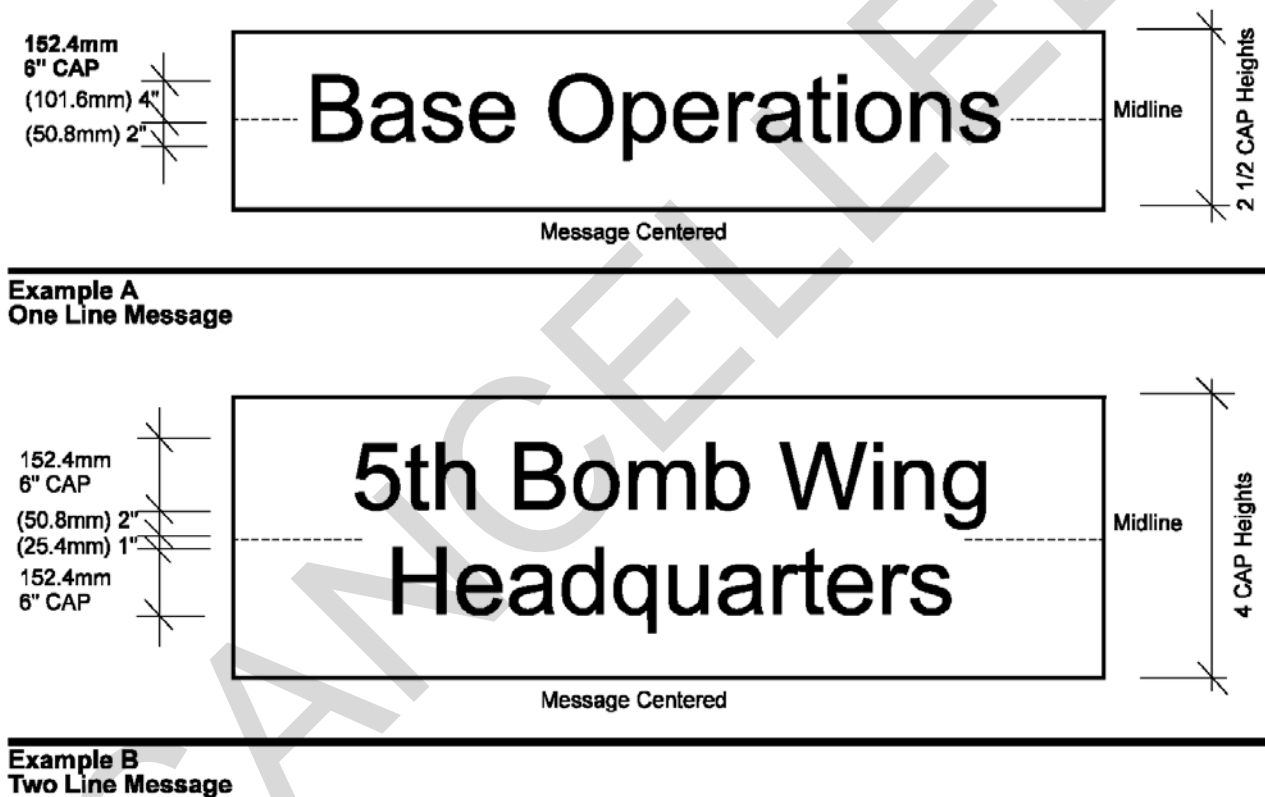 152.4mm
6" CAP
(101.6mm) 4"
(50.8mm) 2"
Base Operations
Midline
2 1/2 CAP Heights
Message Centered
Example A
One Line Message
152.4mm
6" CAP
(50.8mm) 2"
(25.4mm) 1"
152.4mm
6" CAP
5th Bomb Wing
Headquarters
Midline
4 CAP Heights
Message Centered
Example B
Two Line Message
CANCELLED